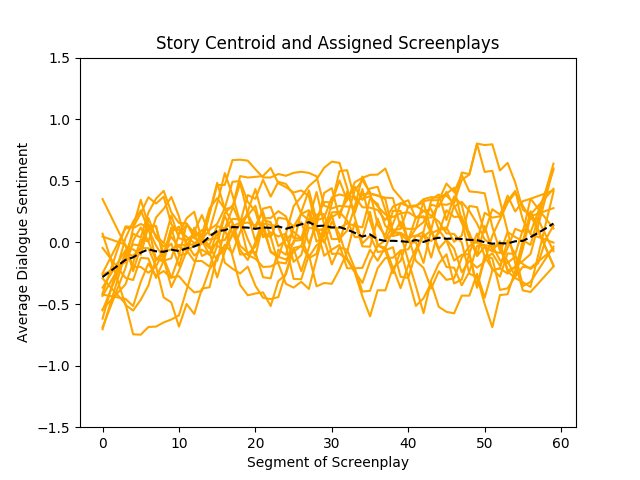 Story Centroid and Assigned Screenplays
1.5
1.0
0.5
0.0
−0.5
−1.0
−1.5
Average Dialogue Sentiment
0 10 20 30 40 50 60
Segment of Screenplay